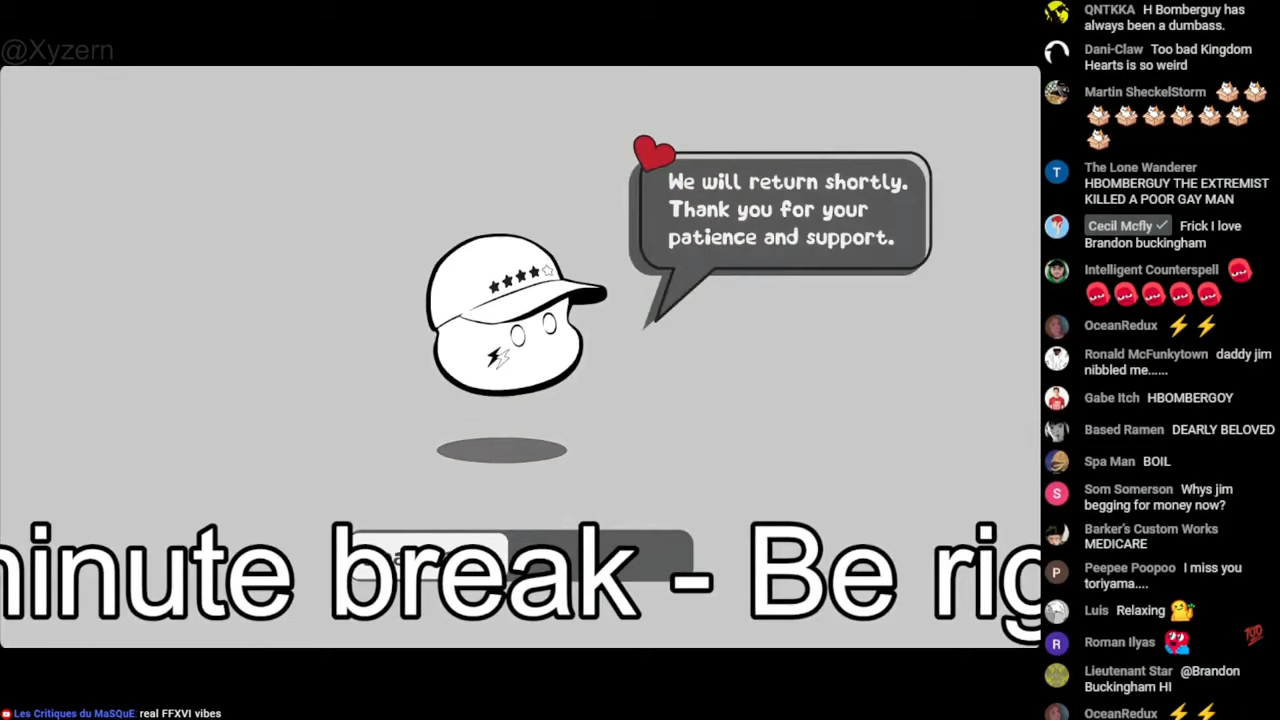 @Xyzern
We will return shortly.
Thank you for your
patience and support.
minute break - Be rig
Les Critiques du MaSQuE: real FFXVI vibes
QNTKKA H Bomberguy has
always been a dumbass.
Dani-Claw Too bad Kingdom
Hearts is so weird
Martin SheckelStorm
The Lone Wanderer
HBOMBERGUY THE EXTREMIST
KILLED A POOR GAY MAN
Cecil Mcfly Frick I love
Brandon buckingham
Intelligent Counterspell
OceanRedux
Ronald McFunkytown daddy jim
nibbled me......
Gabe Itch HBOMBERGOY
Based Ramen DEARLY BELOVED
Spa Man BOIL
Som Somerson Whys jim
begging for money now?
Barker's Custom Works
MEDICARE
Peepee Poopoo I miss you
toriyama....
Luis Relaxing
Roman Ilyas
Lieutenant Star @Brandon
Buckingham HI
OceanRedux